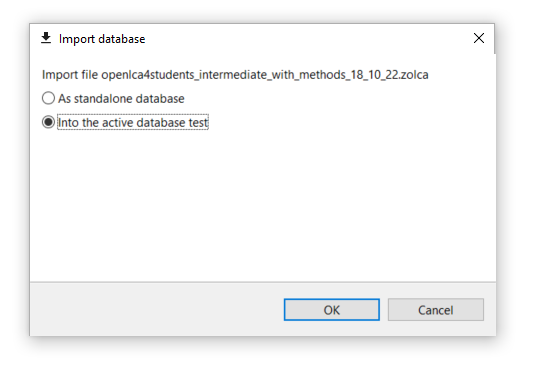 Import database
Import file openlca4students_intermediate_with_methods_18_10_22.zolca
As standalone database
Into the active database test
OK
Cancel